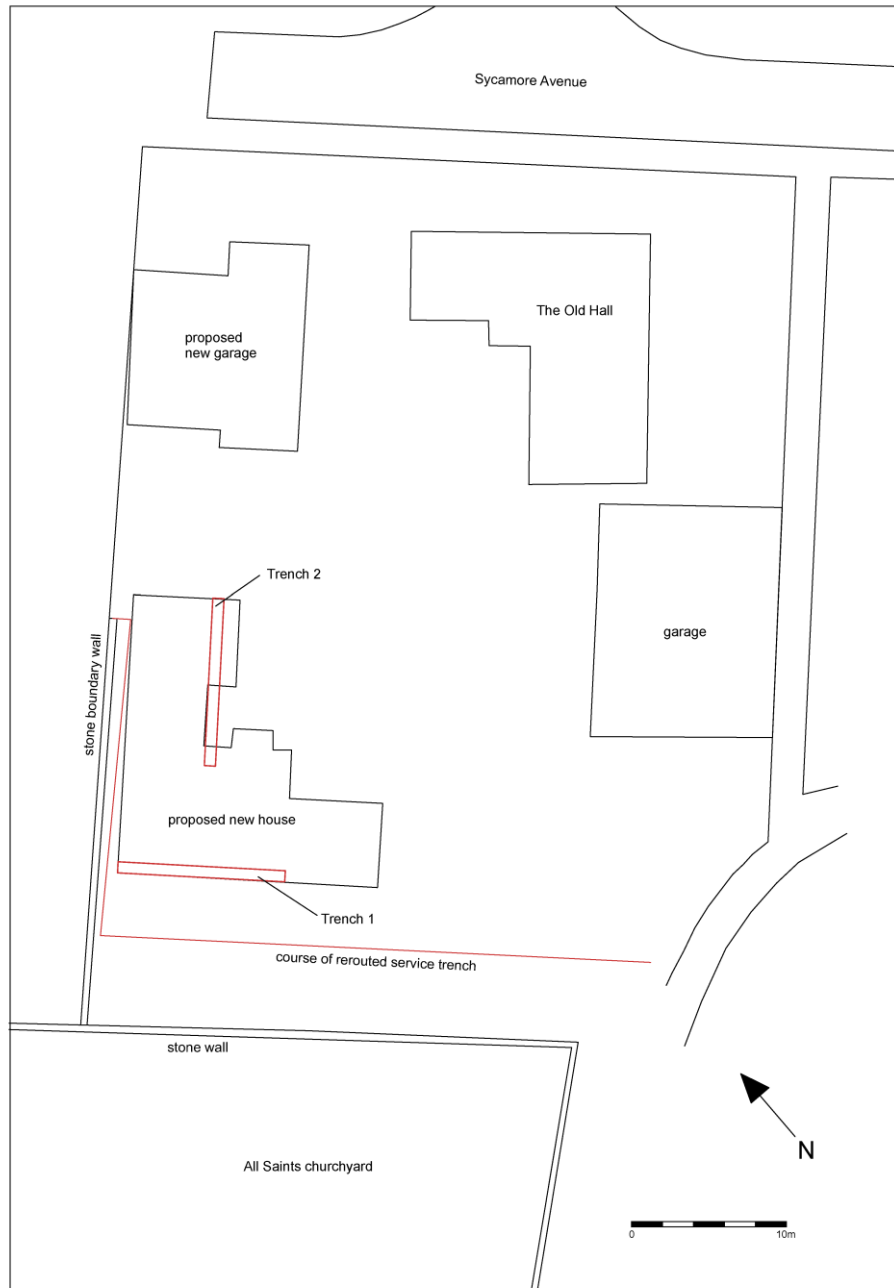 Sycamore Avenue
The Old Hall
proposed
new garage
Trench 2
garage
stone boundary wall
proposed new house
Trench 1
course of rerouted service trench
stone wall
N
All Saints churchyard
0
10m